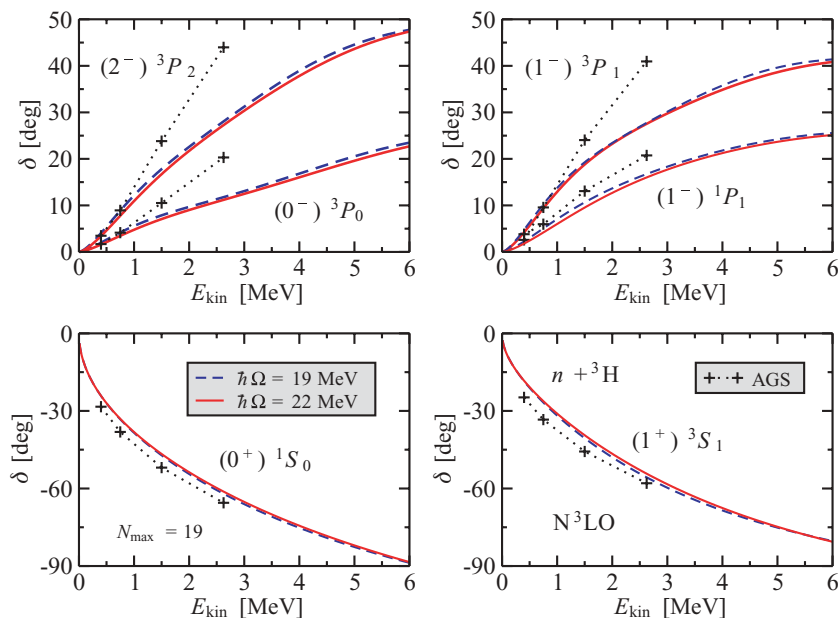 50
40
30
20
10
0
δ [deg]
(2⁻) ³P₂
(0⁻) ³P₀
0 1 2 3 4 5 6
E_kin [MeV]
50
40
30
20
10
0
δ [deg]
(1⁻) ³P₁
(1⁻) ¹P₁
0 1 2 3 4 5 6
E_kin [MeV]
0
-30
-60
-90
δ [deg]
ħΩ = 19 MeV
ħΩ = 22 MeV
(0⁺) ¹S₀
N_max = 19
0 1 2 3 4 5 6
E_kin [MeV]
0
-30
-60
-90
δ [deg]
n + ³H
AGS
(1⁺) ³S₁
N³LO
0 1 2 3 4 5 6
E_kin [MeV]